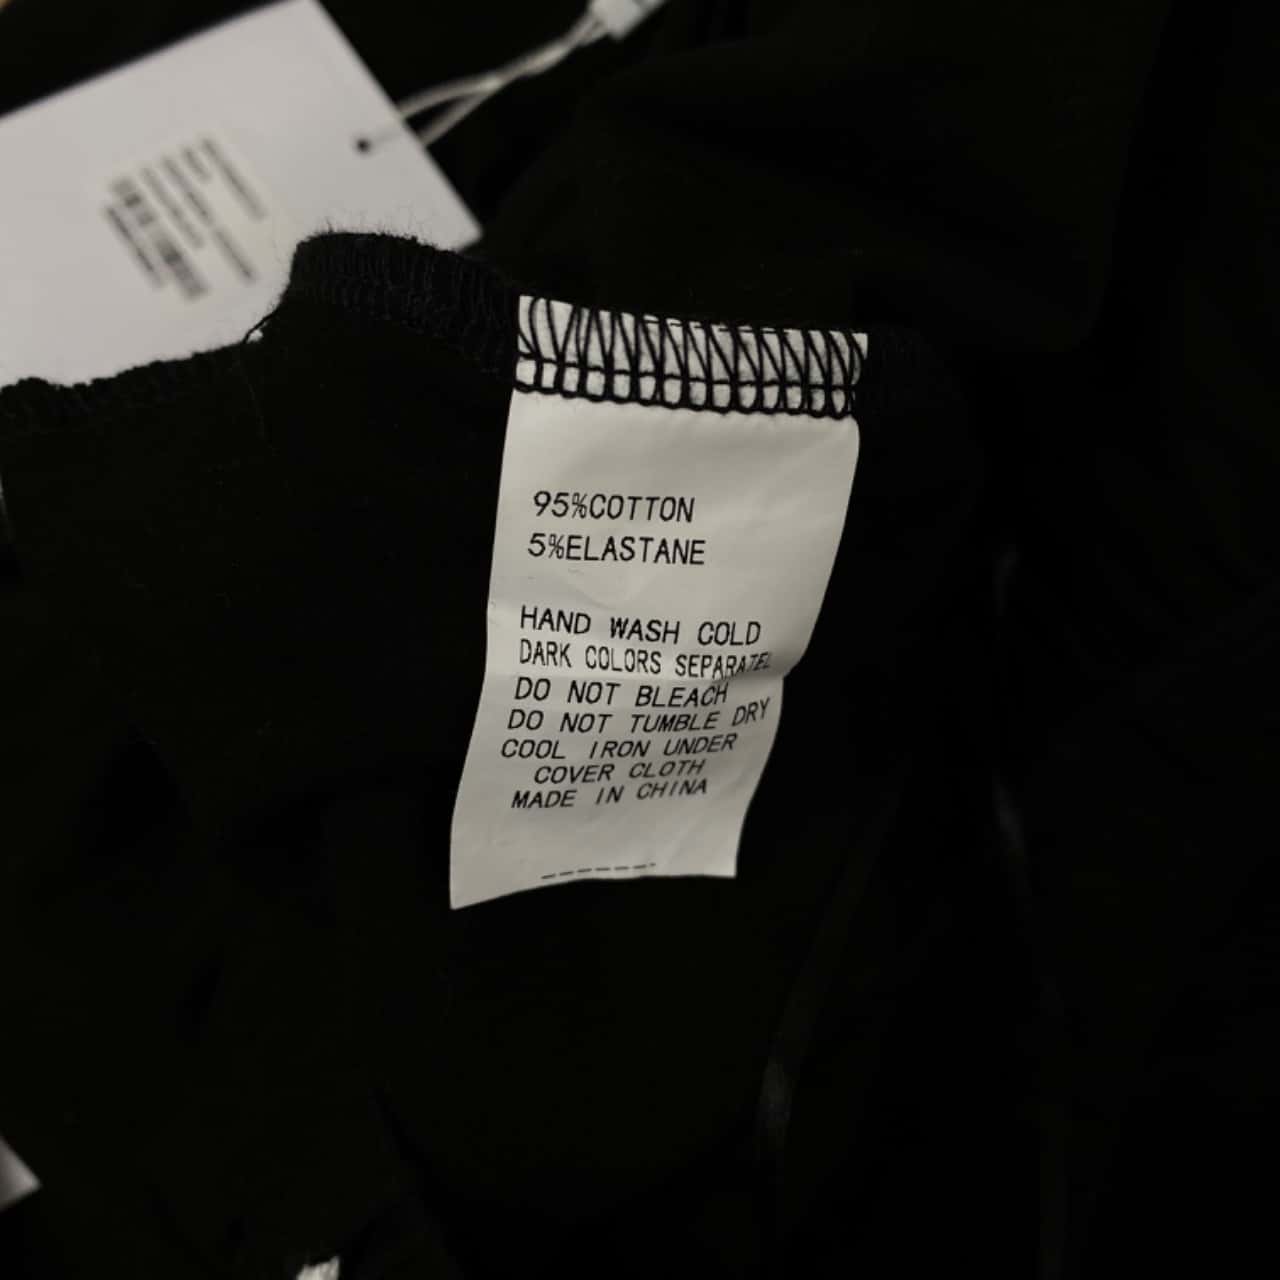 95%COTTON
5%ELASTANE
HAND WASH COLD
DARK COLORS SEPARATEL
DO NOT BLEACH
DO NOT TUMBLE DRY
COOL IRON UNDER
COVER CLOTH
MADE IN CHINA